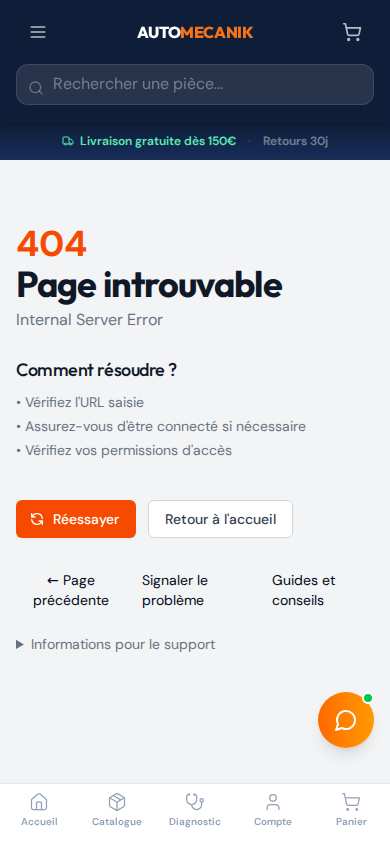 AUTOMECANIK
Rechercher une pièce...
Livraison gratuite dès 150€ · Retours 30j
404
Page introuvable
Internal Server Error
Comment résoudre ?
• Vérifiez l'URL saisie
• Assurez-vous d'être connecté si nécessaire
• Vérifiez vos permissions d'accès
Réessayer
Retour à l'accueil
← Page précédente
Signaler le problème
Guides et conseils
Informations pour le support
Accueil
Catalogue
Diagnostic
Compte
Panier